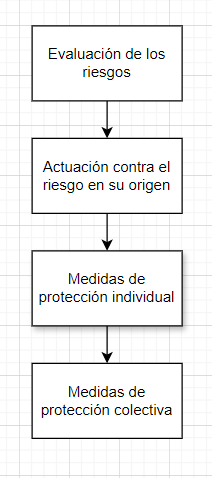 Evaluación de los
riesgos
Actuación contra el
riesgo en su origen
Medidas de
protección individual
Medidas de
protección colectiva